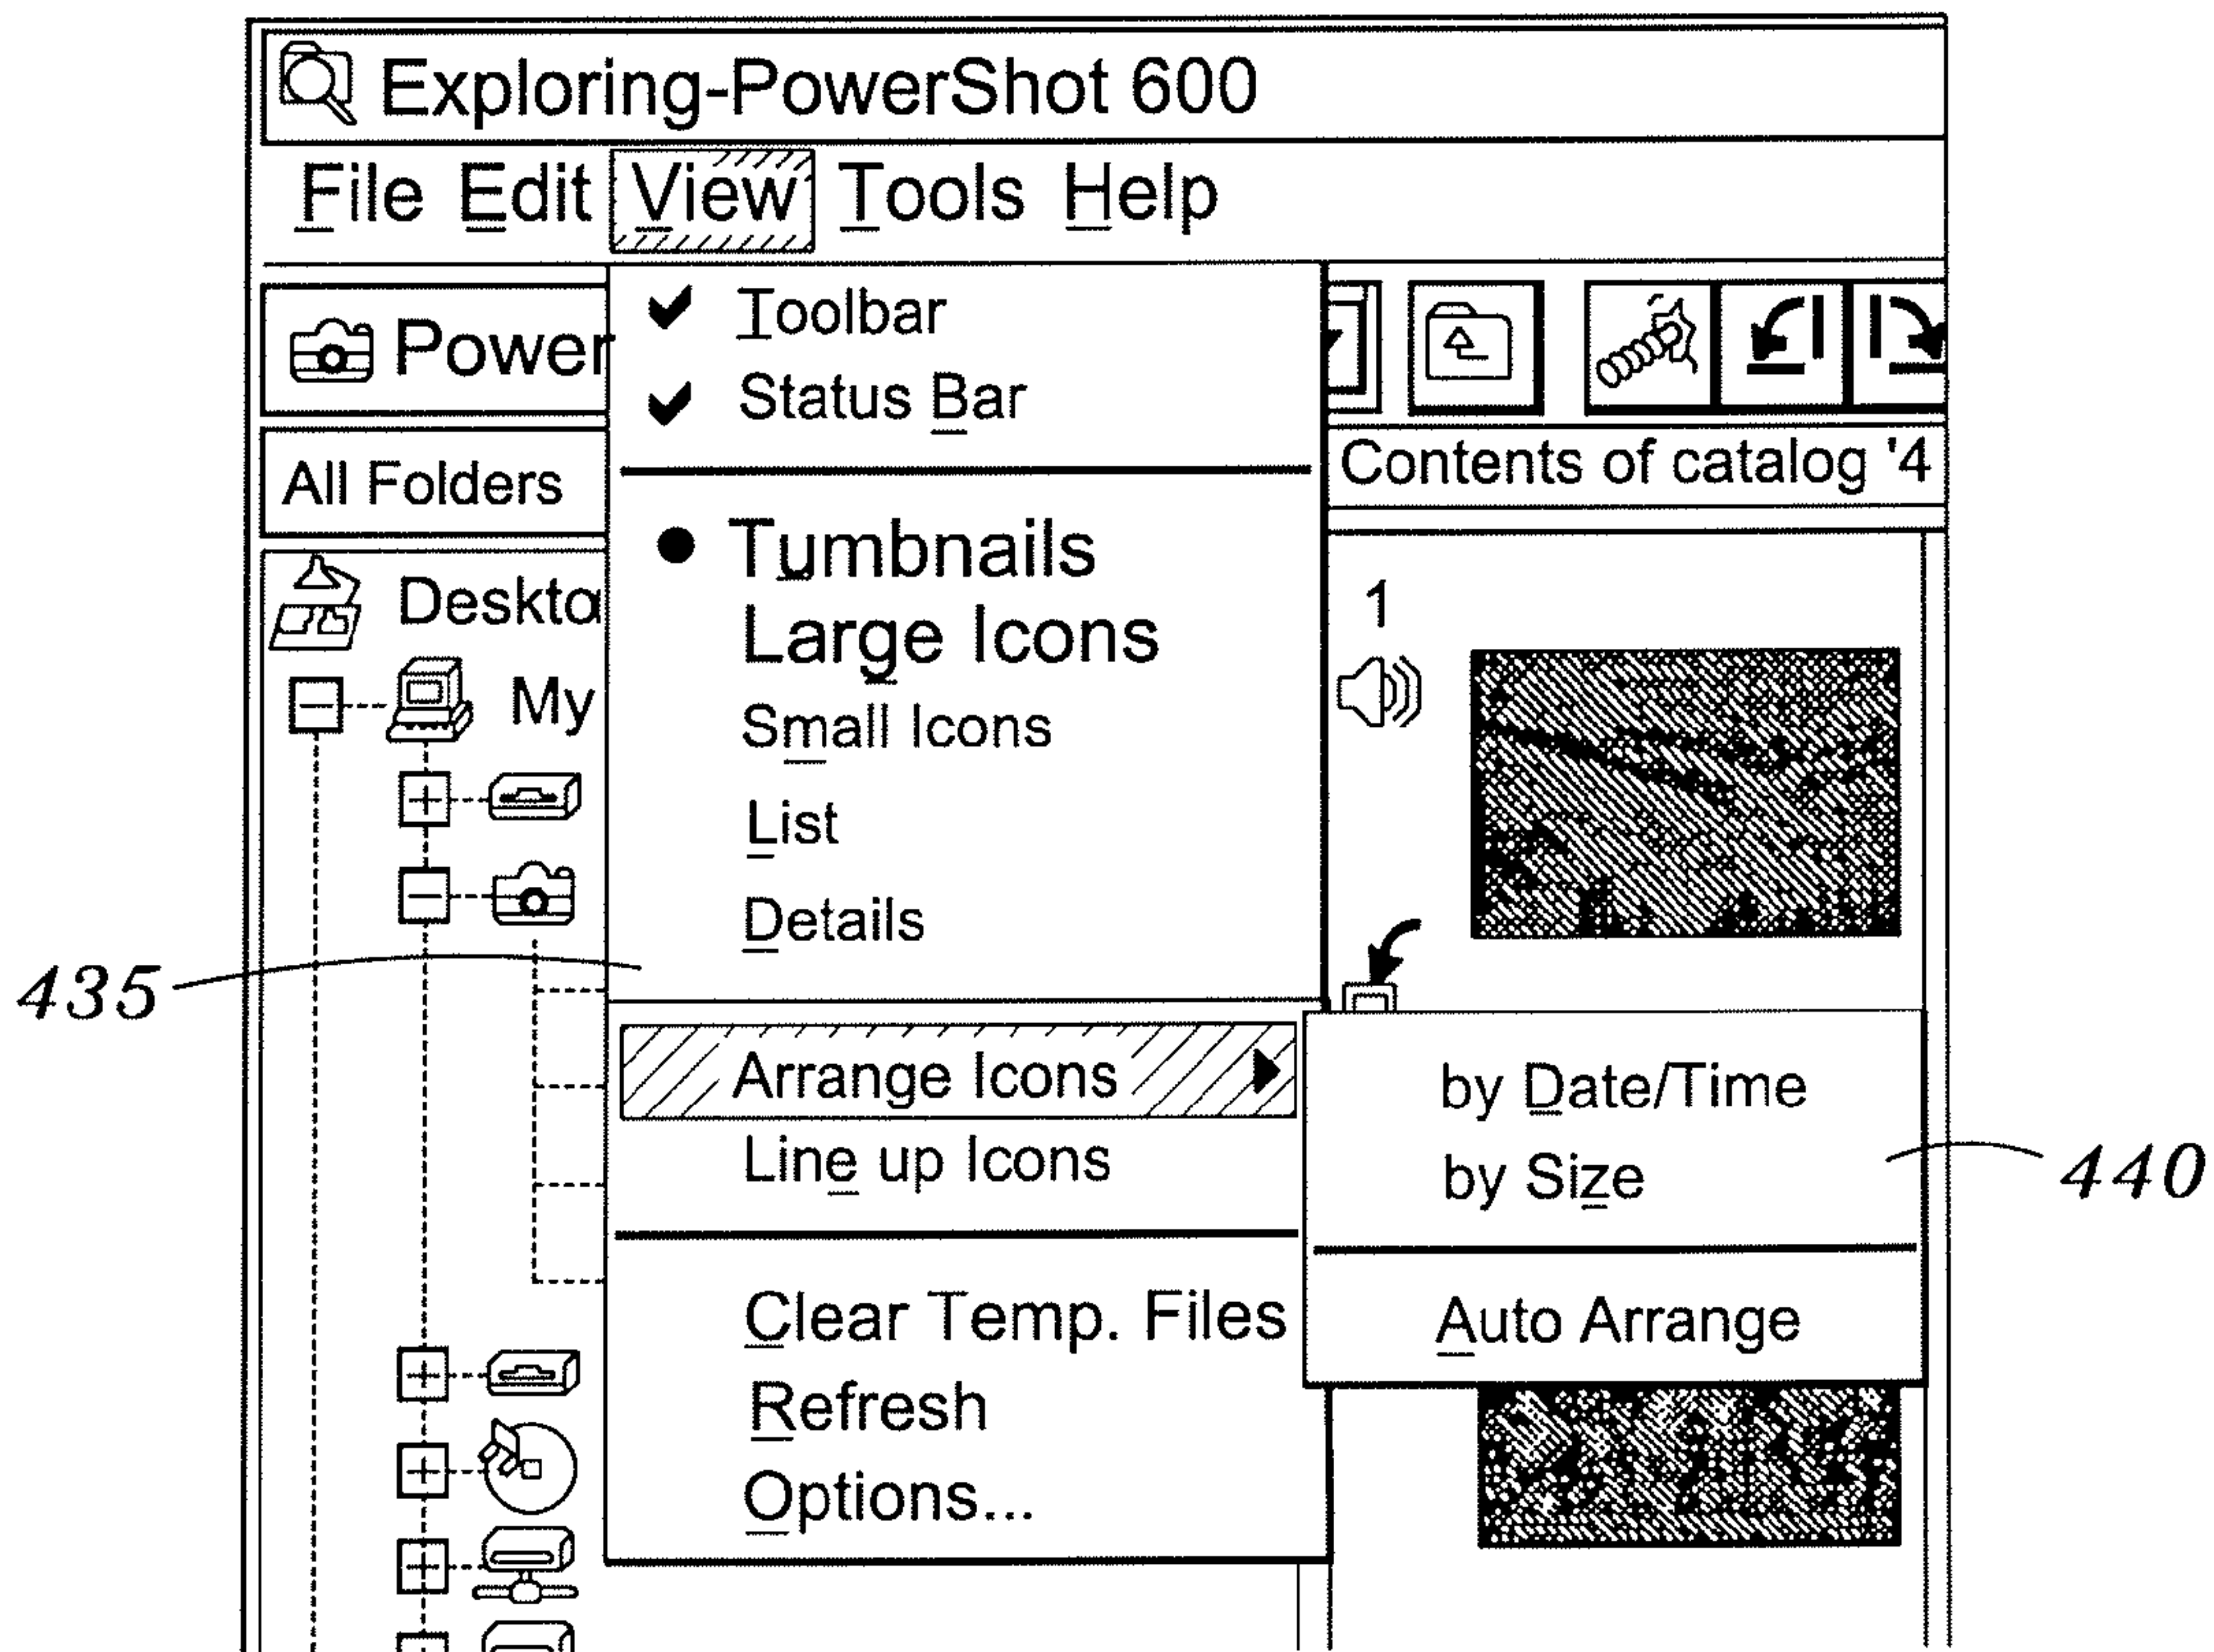 Exploring-PowerShot 600
File Edit View Tools Help
Power
All Folders
Deskto
My
Toolbar
Status Bar
Tumbnails
Large Icons
Small Icons
List
Details
Arrange Icons
Line up Icons
Clear Temp. Files
Refresh
Options...
Contents of catalog '4
1
by Date/Time
by Size
Auto Arrange
435
440